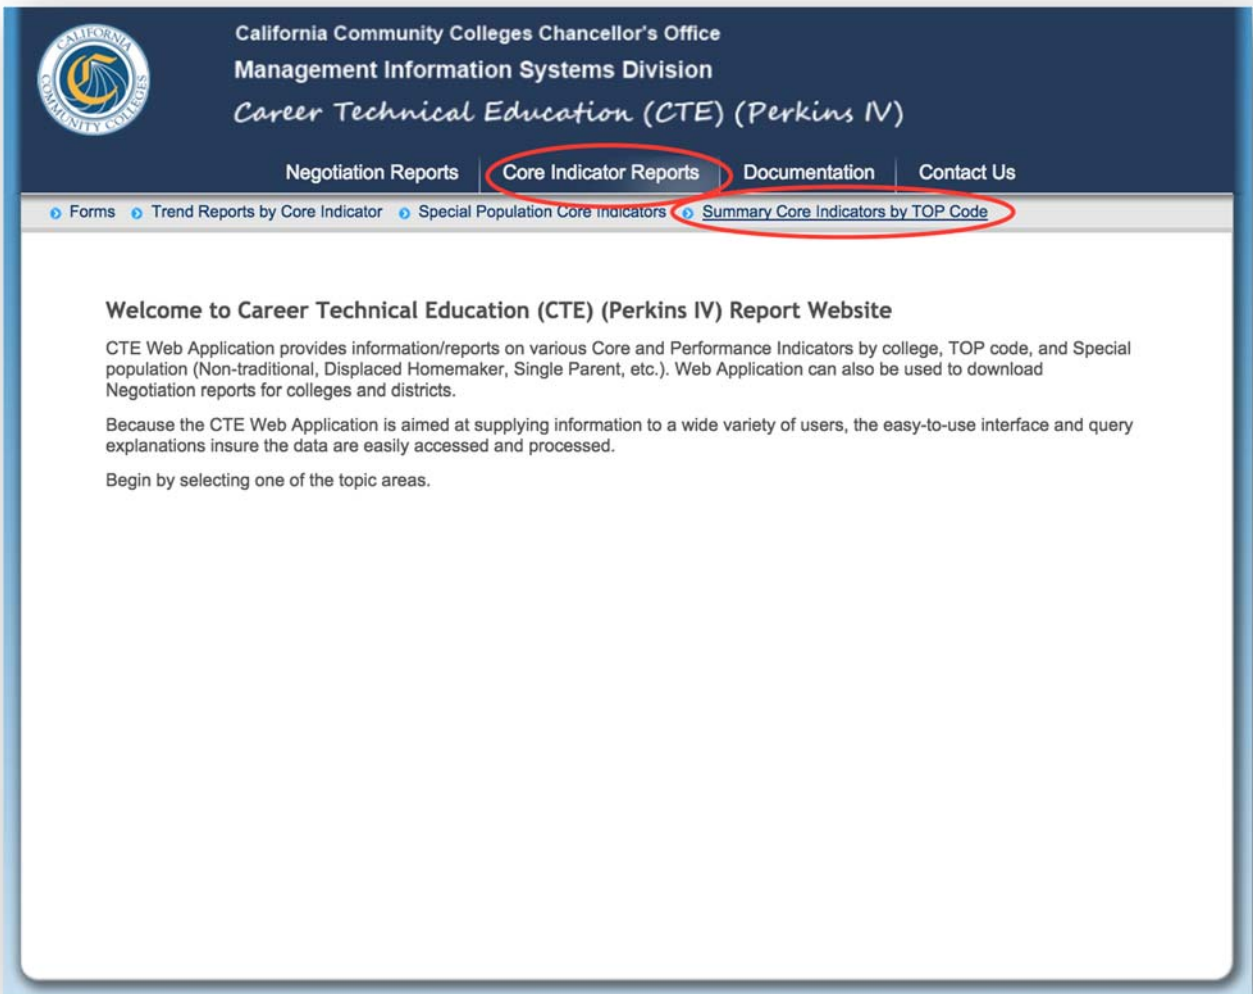 CALIFORNIA
COMMUNITY COLLEGES
California Community Colleges Chancellor's Office
Management Information Systems Division
Career Technical Education (CTE) (Perkins IV)
Negotiation Reports Core Indicator Reports Documentation Contact Us
Forms Trend Reports by Core Indicator Special Population Core Indicators Summary Core Indicators by TOP Code
Welcome to Career Technical Education (CTE) (Perkins IV) Report Website
CTE Web Application provides information/reports on various Core and Performance Indicators by college, TOP code, and Special
population (Non-traditional, Displaced Homemaker, Single Parent, etc.). Web Application can also be used to download
Negotiation reports for colleges and districts.
Because the CTE Web Application is aimed at supplying information to a wide variety of users, the easy-to-use interface and query
explanations insure the data are easily accessed and processed.
Begin by selecting one of the topic areas.